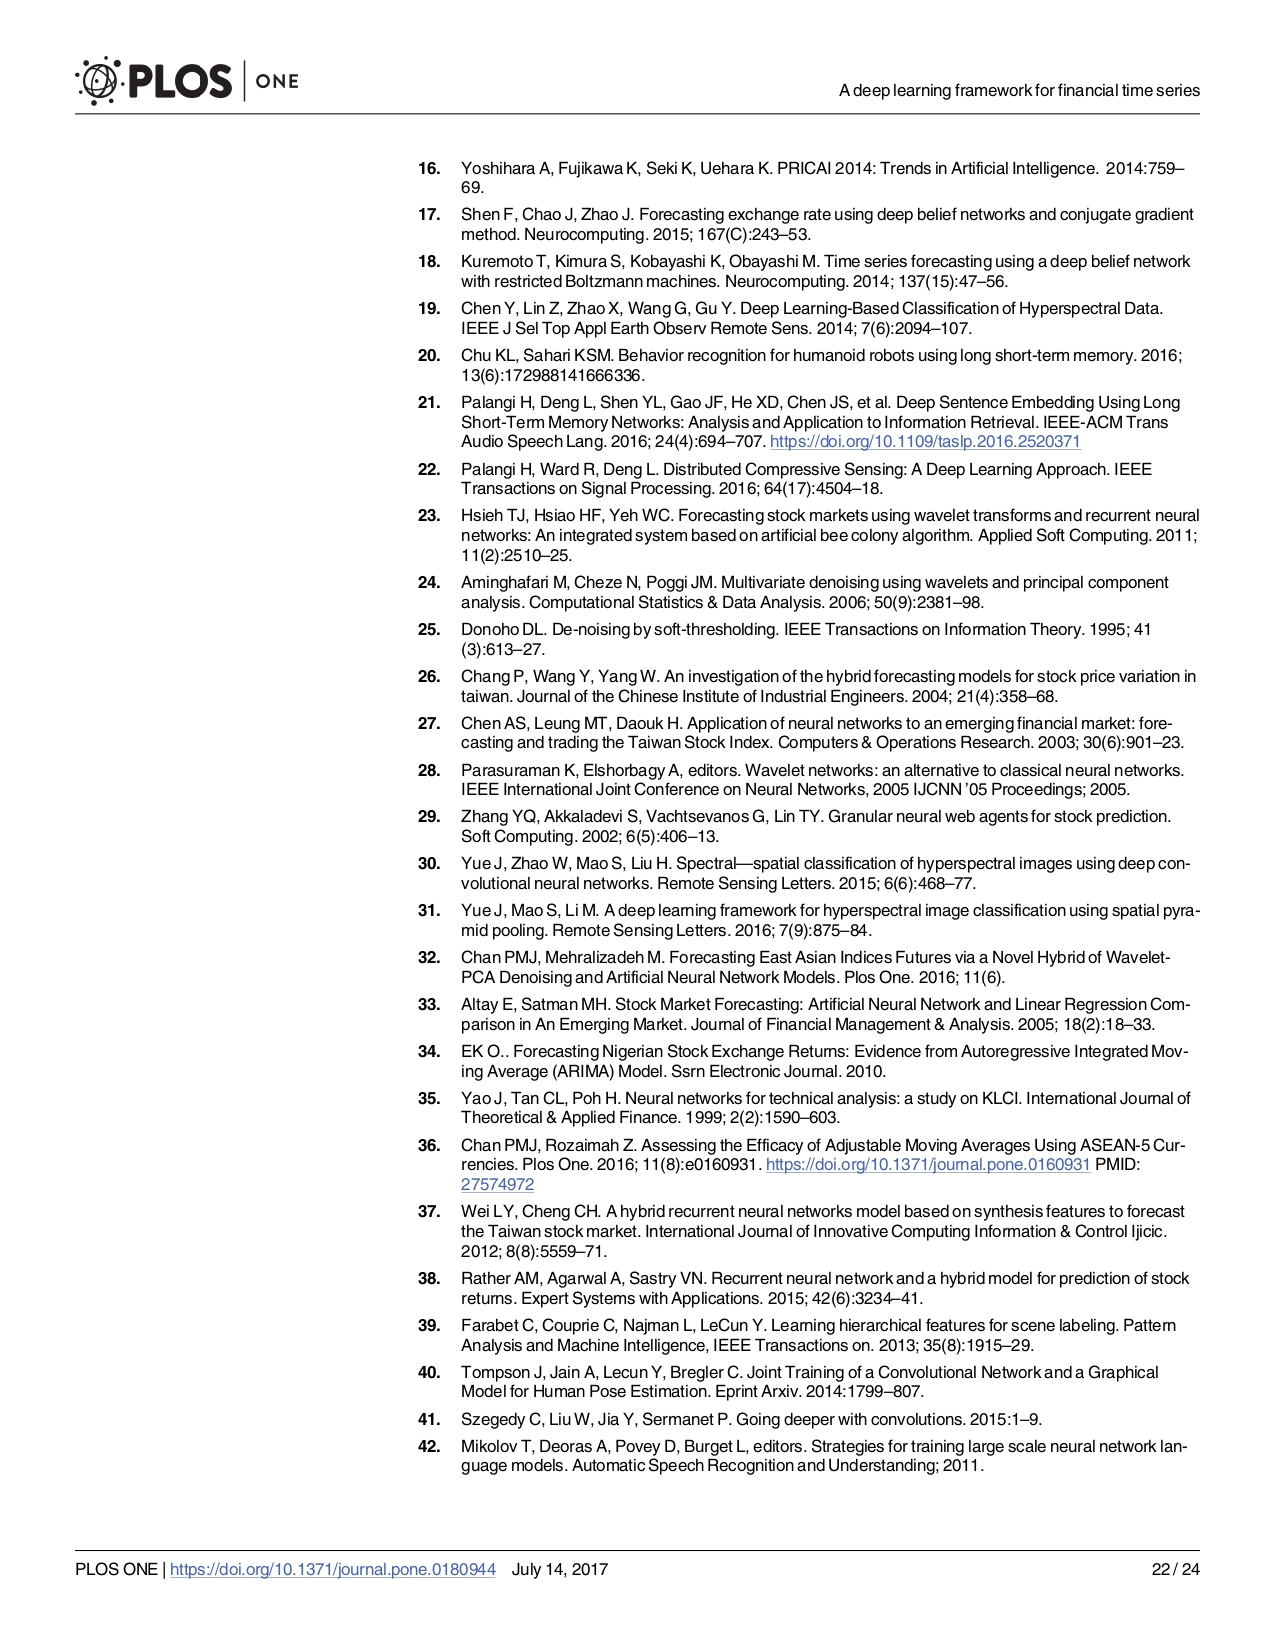 PLOS ONE
A deep learning framework for financial time series
16. Yoshihara A, Fujikawa K, Seki K, Uehara K. PRICAI 2014: Trends in Artificial Intelligence. 2014:759–
69.
17. Shen F, Chao J, Zhao J. Forecasting exchange rate using deep belief networks and conjugate gradient
method. Neurocomputing. 2015; 167(C):243–53.
18. Kuremoto T, Kimura S, Kobayashi K, Obayashi M. Time series forecasting using a deep belief network
with restricted Boltzmann machines. Neurocomputing. 2014; 137(15):47–56.
19. Chen Y, Lin Z, Zhao X, Wang G, Gu Y. Deep Learning-Based Classification of Hyperspectral Data.
IEEE J Sel Top Appl Earth Observ Remote Sens. 2014; 7(6):2094–107.
20. Chu KL, Sahari KSM. Behavior recognition for humanoid robots using long short-term memory. 2016;
13(6):172988141666336.
21. Palangi H, Deng L, Shen YL, Gao JF, He XD, Chen JS, et al. Deep Sentence Embedding Using Long
Short-Term Memory Networks: Analysis and Application to Information Retrieval. IEEE-ACM Trans
Audio Speech Lang. 2016; 24(4):694–707. https://doi.org/10.1109/taslp.2016.2520371
22. Palangi H, Ward R, Deng L. Distributed Compressive Sensing: A Deep Learning Approach. IEEE
Transactions on Signal Processing. 2016; 64(17):4504–18.
23. Hsieh TJ, Hsiao HF, Yeh WC. Forecasting stock markets using wavelet transforms and recurrent neural
networks: An integrated system based on artificial bee colony algorithm. Applied Soft Computing. 2011;
11(2):2510–25.
24. Aminghafari M, Cheze N, Poggi JM. Multivariate denoising using wavelets and principal component
analysis. Computational Statistics & Data Analysis. 2006; 50(9):2381–98.
25. Donoho DL. De-noising by soft-thresholding. IEEE Transactions on Information Theory. 1995; 41
(3):613–27.
26. Chang P, Wang Y, Yang W. An investigation of the hybrid forecasting models for stock price variation in
taiwan. Journal of the Chinese Institute of Industrial Engineers. 2004; 21(4):358–68.
27. Chen AS, Leung MT, Daouk H. Application of neural networks to an emerging financial market: fore-
casting and trading the Taiwan Stock Index. Computers & Operations Research. 2003; 30(6):901–23.
28. Parasuraman K, Elshorbagy A, editors. Wavelet networks: an alternative to classical neural networks.
IEEE International Joint Conference on Neural Networks, 2005 IJCNN '05 Proceedings; 2005.
29. Zhang YQ, Akkaladevi S, Vachtsevanos G, Lin TY. Granular neural web agents for stock prediction.
Soft Computing. 2002; 6(5):406–13.
30. Yue J, Zhao W, Mao S, Liu H. Spectral—spatial classification of hyperspectral images using deep con-
volutional neural networks. Remote Sensing Letters. 2015; 6(6):468–77.
31. Yue J, Mao S, Li M. A deep learning framework for hyperspectral image classification using spatial pyra-
mid pooling. Remote Sensing Letters. 2016; 7(9):875–84.
32. Chan PMJ, Mehralizadeh M. Forecasting East Asian Indices Futures via a Novel Hybrid of Wavelet-
PCA Denoising and Artificial Neural Network Models. Plos One. 2016; 11(6).
33. Altay E, Satman MH. Stock Market Forecasting: Artificial Neural Network and Linear Regression Com-
parison in An Emerging Market. Journal of Financial Management & Analysis. 2005; 18(2):18–33.
34. EK O.. Forecasting Nigerian Stock Exchange Returns: Evidence from Autoregressive Integrated Mov-
ing Average (ARIMA) Model. Ssrn Electronic Journal. 2010.
35. Yao J, Tan CL, Poh H. Neural networks for technical analysis: a study on KLCI. International Journal of
Theoretical & Applied Finance. 1999; 2(2):1590–603.
36. Chan PMJ, Rozaimah Z. Assessing the Efficacy of Adjustable Moving Averages Using ASEAN-5 Cur-
rencies. Plos One. 2016; 11(8):e0160931. https://doi.org/10.1371/journal.pone.0160931 PMID:
27574972
37. Wei LY, Cheng CH. A hybrid recurrent neural networks model based on synthesis features to forecast
the Taiwan stock market. International Journal of Innovative Computing Information & Control Ijicic.
2012; 8(8):5559–71.
38. Rather AM, Agarwal A, Sastry VN. Recurrent neural network and a hybrid model for prediction of stock
returns. Expert Systems with Applications. 2015; 42(6):3234–41.
39. Farabet C, Couprie C, Najman L, LeCun Y. Learning hierarchical features for scene labeling. Pattern
Analysis and Machine Intelligence, IEEE Transactions on. 2013; 35(8):1915–29.
40. Tompson J, Jain A, Lecun Y, Bregler C. Joint Training of a Convolutional Network and a Graphical
Model for Human Pose Estimation. Eprint Arxiv. 2014:1799–807.
41. Szegedy C, Liu W, Jia Y, Sermanet P. Going deeper with convolutions. 2015:1–9.
42. Mikolov T, Deoras A, Povey D, Burget L, editors. Strategies for training large scale neural network lan-
guage models. Automatic Speech Recognition and Understanding; 2011.
PLOS ONE | https://doi.org/10.1371/journal.pone.0180944 July 14, 2017
22 / 24